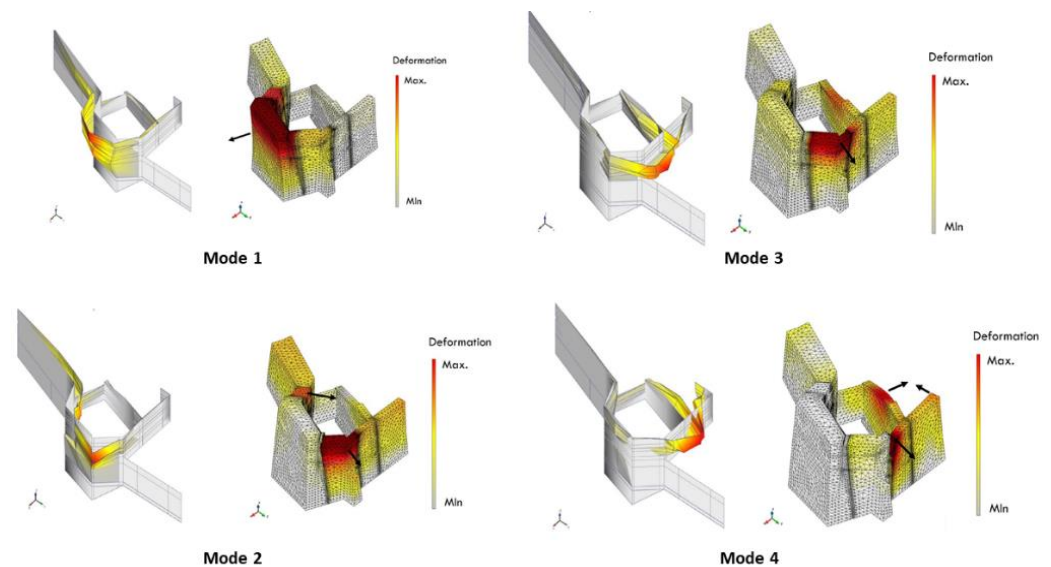 Deformation
Max.
Min
Mode 1
Deformation
Max.
Min
Mode 3
Deformation
Max.
Min
Mode 2
Deformation
Max.
Min
Mode 4